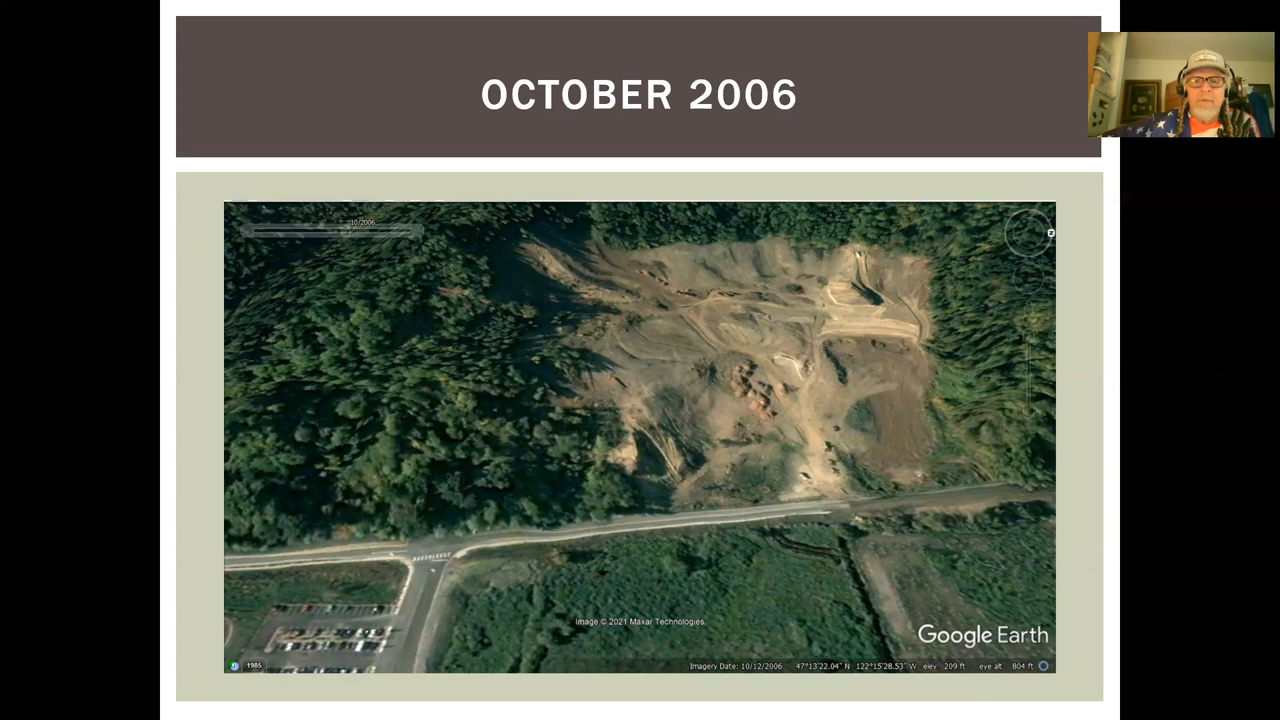 OCTOBER 2006
10/2006
Image © 2021 Maxar Technologies
Google Earth
1985
Imagery Date: 10/12/2006 47°13'22.04" N 122°15'28.53" W elev 209 ft eye alt 804 ft